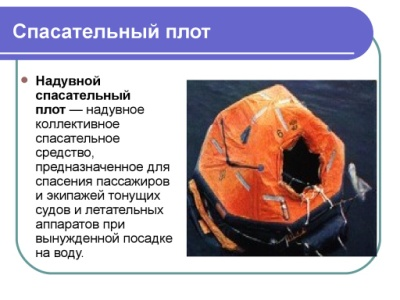 Спасательный плот
Надувной
спасательный
плот — надувное
коллективное
спасательное
средство,
предназначенное для
спасения пассажиров
и экипажей тонущих
судов и летательных
аппаратов при
вынужденной посадке
на воду.